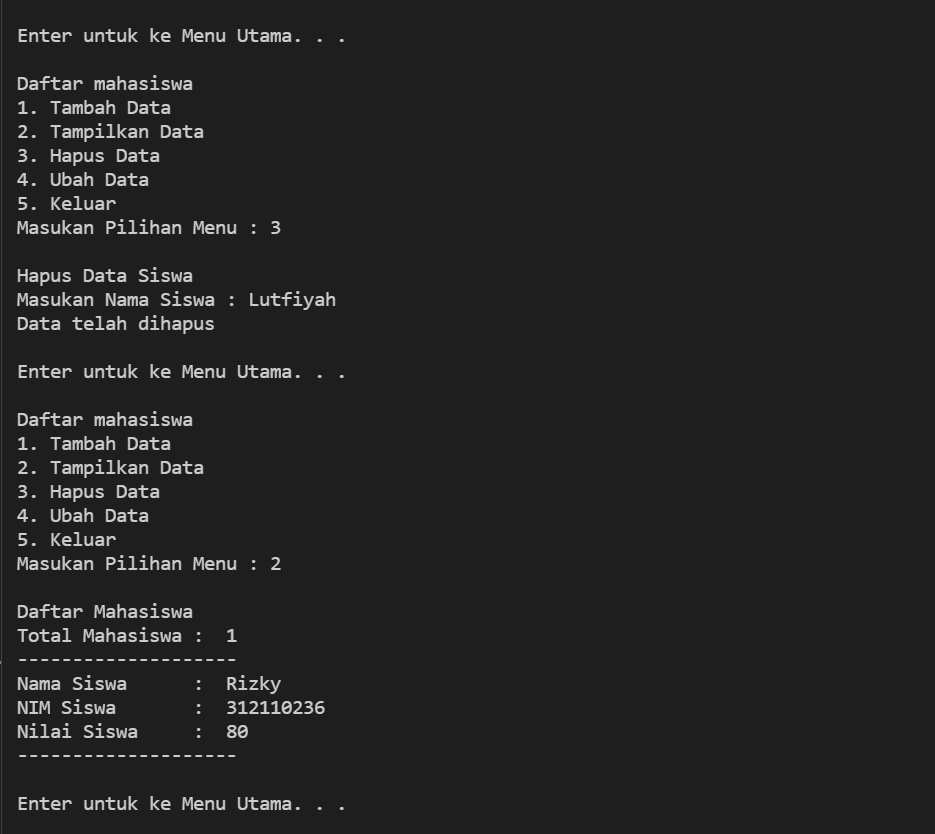 Enter untuk ke Menu Utama. . .
Daftar mahasiswa
1. Tambah Data
2. Tampilkan Data
3. Hapus Data
4. Ubah Data
5. Keluar
Masukan Pilihan Menu : 3
Hapus Data Siswa
Masukan Nama Siswa : Lutfiyah
Data telah dihapus
Enter untuk ke Menu Utama. . .
Daftar mahasiswa
1. Tambah Data
2. Tampilkan Data
3. Hapus Data
4. Ubah Data
5. Keluar
Masukan Pilihan Menu : 2
Daftar Mahasiswa
Total Mahasiswa :  1
--------------------
Nama Siswa      :  Rizky
NIM Siswa       :  312110236
Nilai Siswa     :  80
--------------------
Enter untuk ke Menu Utama. . .